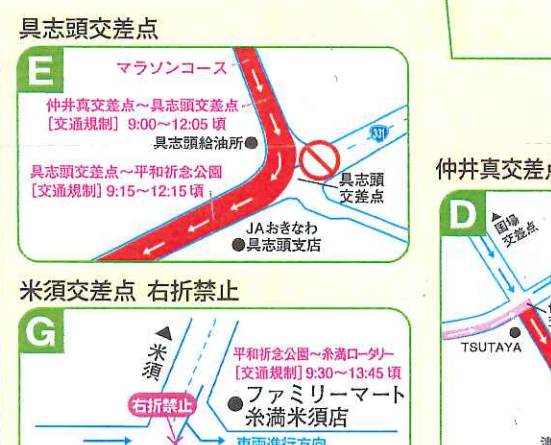 具志頭交差点
E
マラソンコース
仲井真交差点～具志頭交差点
[交通規制] 9:00～12:05 頃
具志頭給油所●
331
具志頭交差点～平和祈念公園
[交通規制] 9:15～12:15 頃
具志頭
交差点
JAおきなわ
●具志頭支店
仲井真交差点
D
▲国場
交差点
TSUTAYA
米須交差点 右折禁止
G
▲米須
平和祈念公園～糸満ロータリー
[交通規制] 9:30～13:45 頃
●ファミリーマート
糸満米須店
右折禁止
車両進行方向